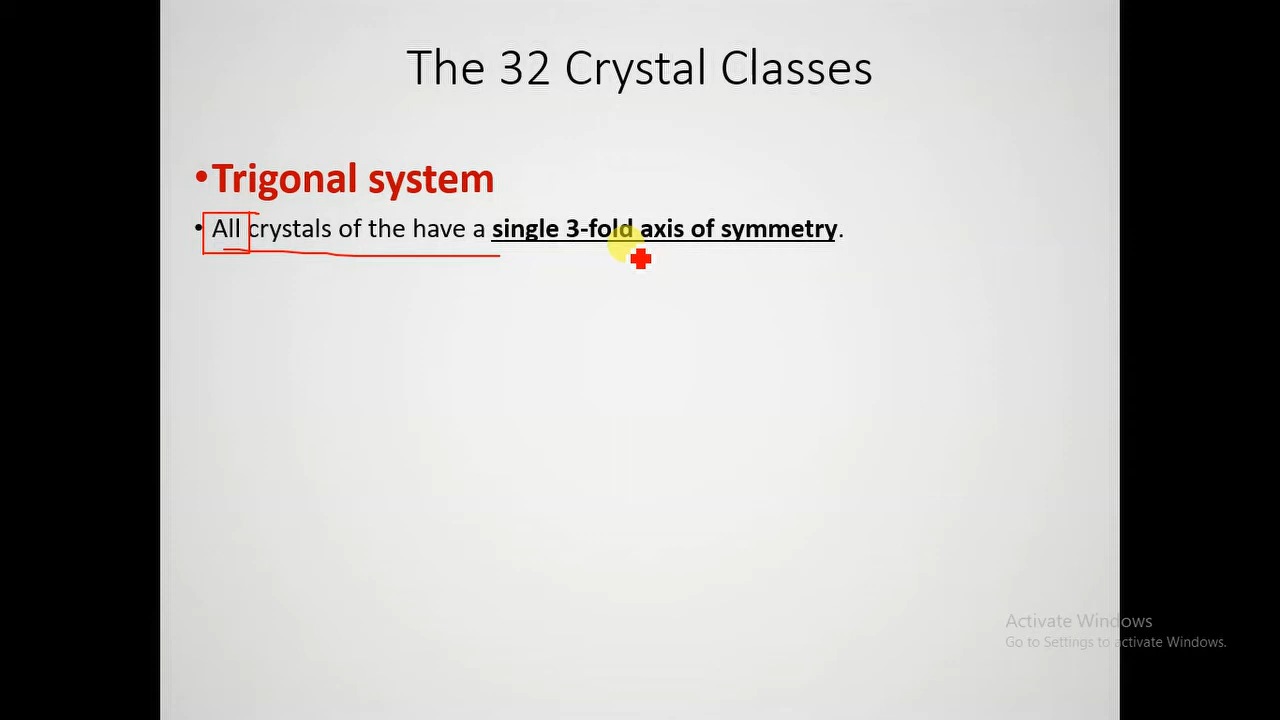 The 32 Crystal Classes
•Trigonal system
• All crystals of the have a single 3-fold axis of symmetry.
Activate Windows
Go to Settings to activate Windows.